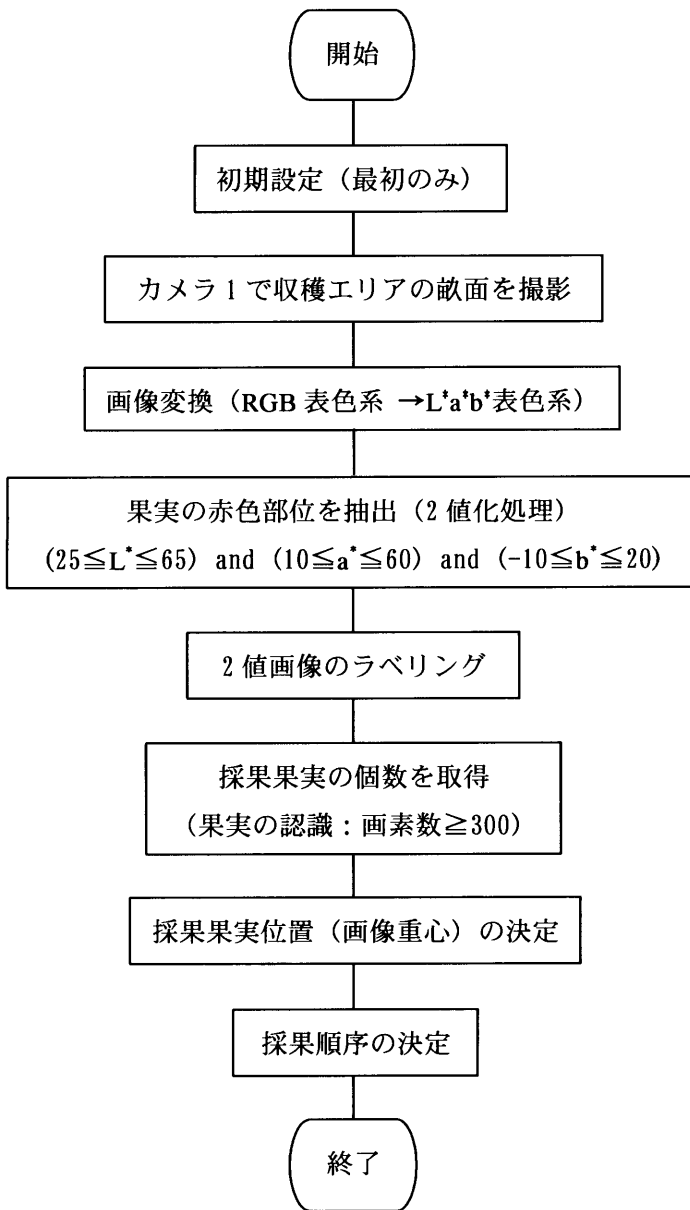 開始
初期設定（最初のみ）
カメラ1で収穫エリアの畝面を撮影
画像変換（RGB 表色系 →L*a*b*表色系）
果実の赤色部位を抽出（2 値化処理）
(25≦L*≦65) and (10≦a*≦60) and (-10≦b*≦20)
2 値画像のラベリング
採果果実の個数を取得
（果実の認識：画素数≧300）
採果果実位置（画像重心）の決定
採果順序の決定
終了